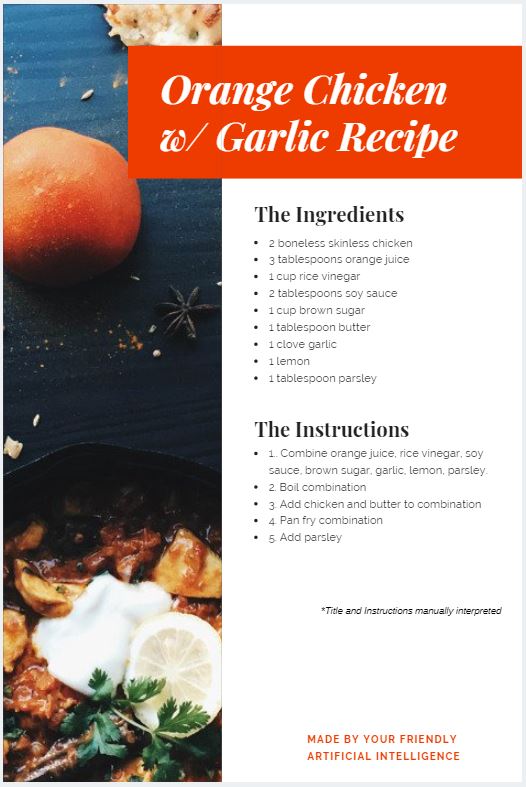 Orange Chicken
w/ Garlic Recipe
The Ingredients
• 2 boneless skinless chicken
• 3 tablespoons orange juice
• 1 cup rice vinegar
• 2 tablespoons soy sauce
• 1 cup brown sugar
• 1 tablespoon butter
• 1 clove garlic
• 1 lemon
• 1 tablespoon parsley
The Instructions
• 1. Combine orange juice, rice vinegar, soy
sauce, brown sugar, garlic, lemon, parsley.
• 2. Boil combination
• 3. Add chicken and butter to combination
• 4. Pan fry combination
• 5. Add parsley
*Title and Instructions manually interpreted
MADE BY YOUR FRIENDLY
ARTIFICIAL INTELLIGENCE